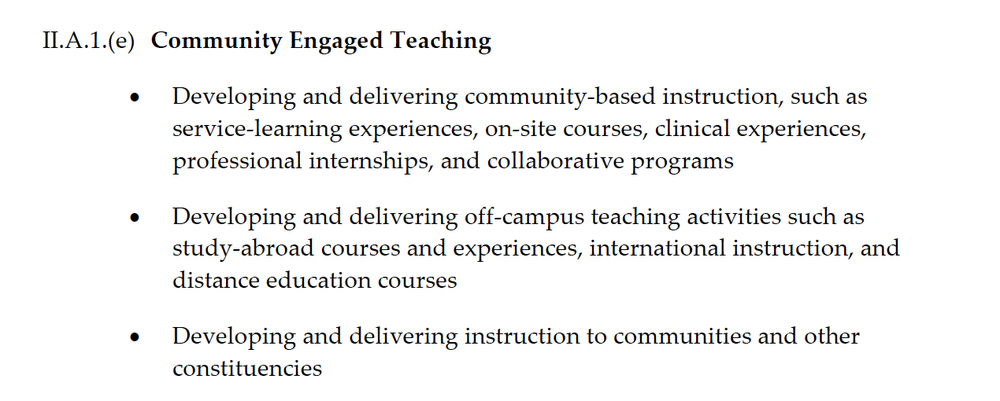 II.A.1.(e) Community Engaged Teaching
• Developing and delivering community-based instruction, such as
service-learning experiences, on-site courses, clinical experiences,
professional internships, and collaborative programs
• Developing and delivering off-campus teaching activities such as
study-abroad courses and experiences, international instruction, and
distance education courses
• Developing and delivering instruction to communities and other
constituencies